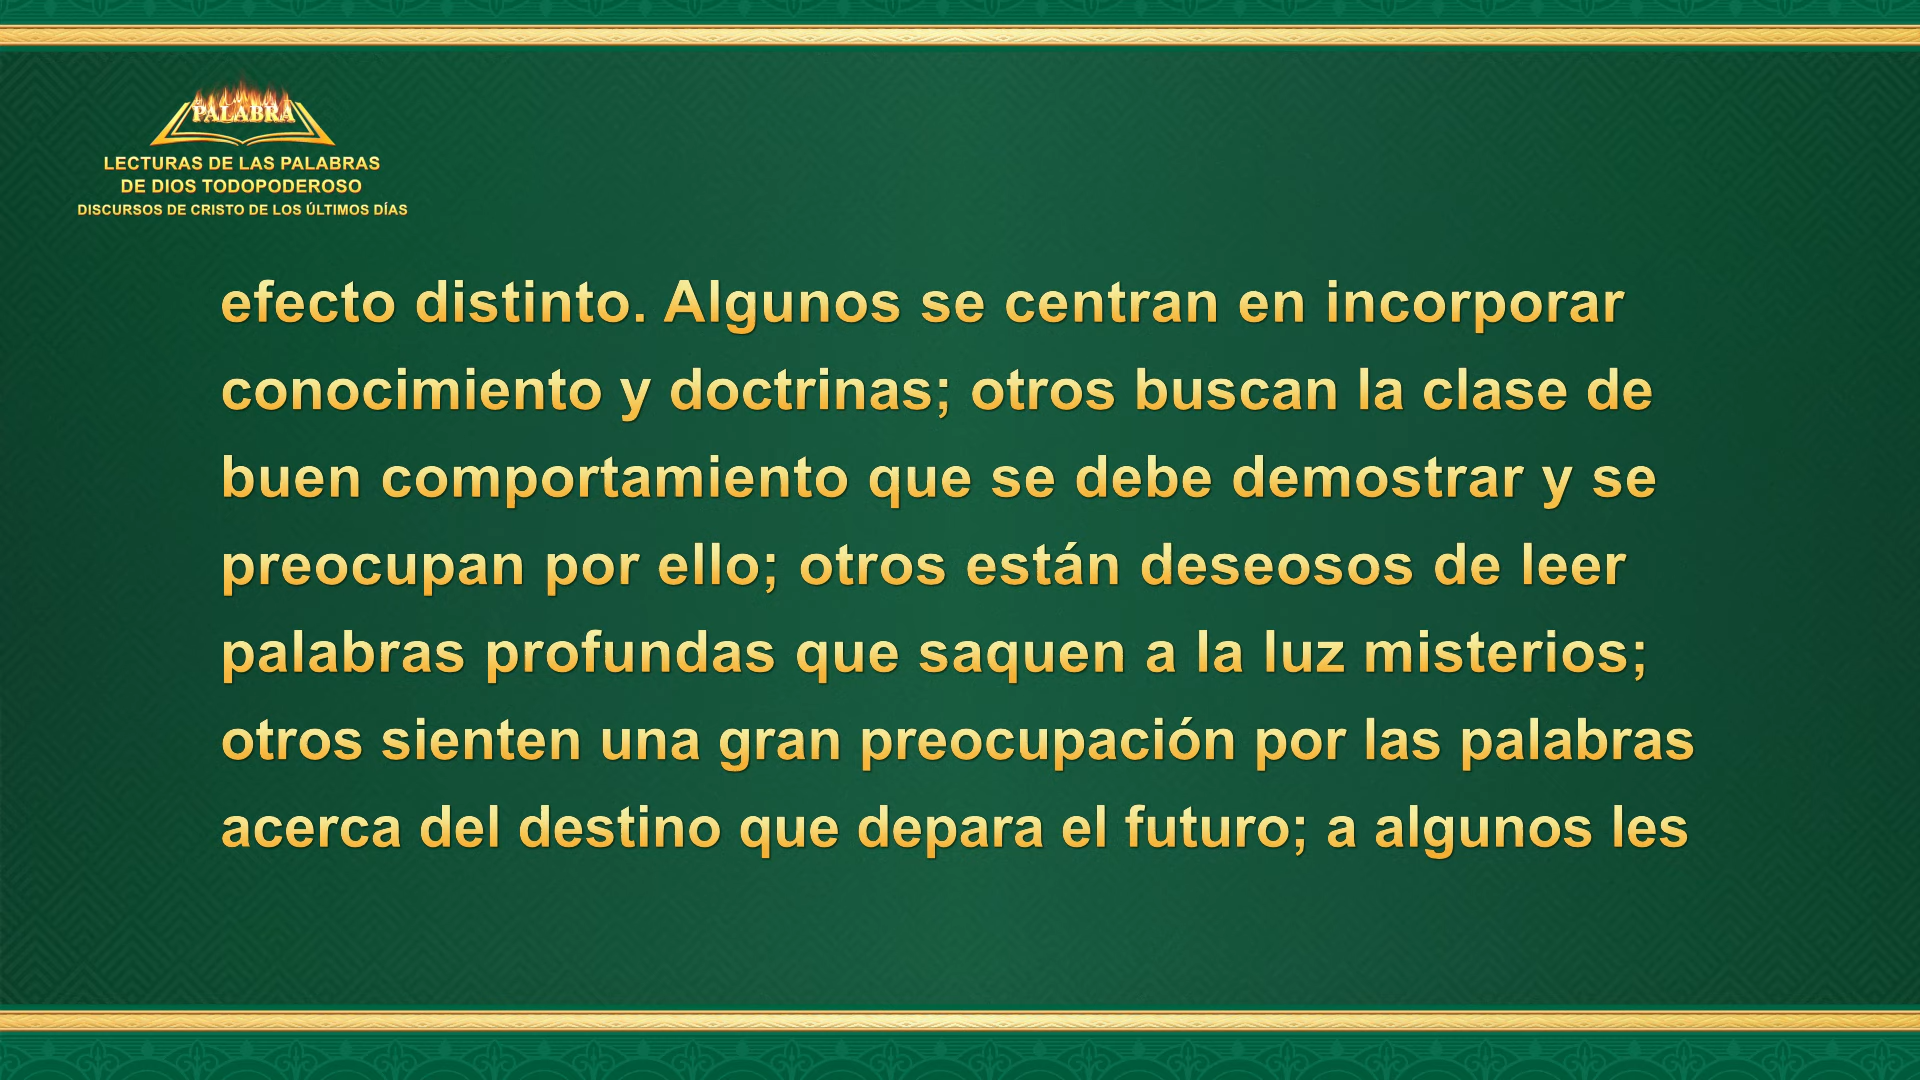 PALABRA
LECTURAS DE LAS PALABRAS
DE DIOS TODOPODEROSO
DISCURSOS DE CRISTO DE LOS ÚLTIMOS DÍAS
efecto distinto. Algunos se centran en incorporar
conocimiento y doctrinas; otros buscan la clase de
buen comportamiento que se debe demostrar y se
preocupan por ello; otros están deseosos de leer
palabras profundas que saquen a la luz misterios;
otros sienten una gran preocupación por las palabras
acerca del destino que depara el futuro; a algunos les